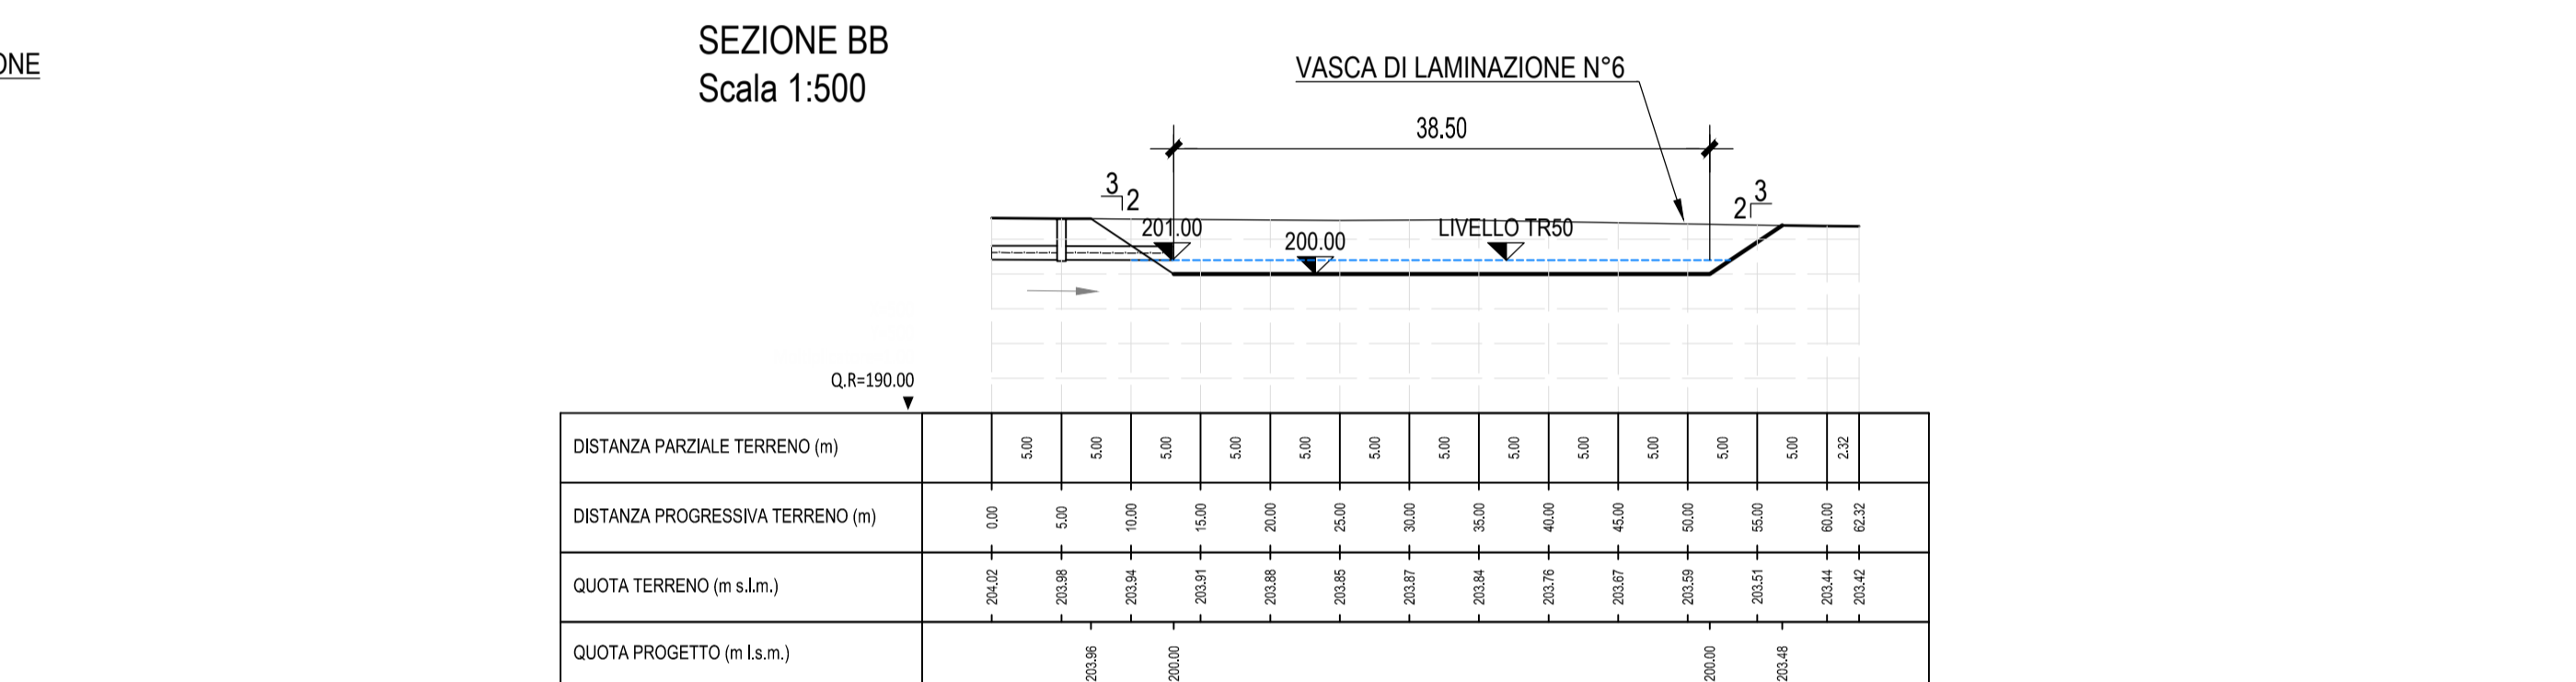 ONE
SEZIONE BB
Scala 1:500
VASCA DI LAMINAZIONE N°6
38.50
3
2
3
2
201.00
200.00
LIVELLO TR50
Q.R=190.00
DISTANZA PARZIALE TERRENO (m) 5.00 5.00 5.00 5.00 5.00 5.00 5.00 5.00 5.00 5.00 5.00 5.00 2.32
DISTANZA PROGRESSIVA TERRENO (m) 0.00 5.00 10.00 15.00 20.00 25.00 30.00 35.00 40.00 45.00 50.00 55.00 60.00 62.32
QUOTA TERRENO (m s.l.m.) 204.02 203.98 203.94 203.91 203.88 203.85 203.87 203.84 203.76 203.67 203.59 203.51 203.44 203.42
QUOTA PROGETTO (m l.s.m.) 203.96 200.00 200.00 203.48